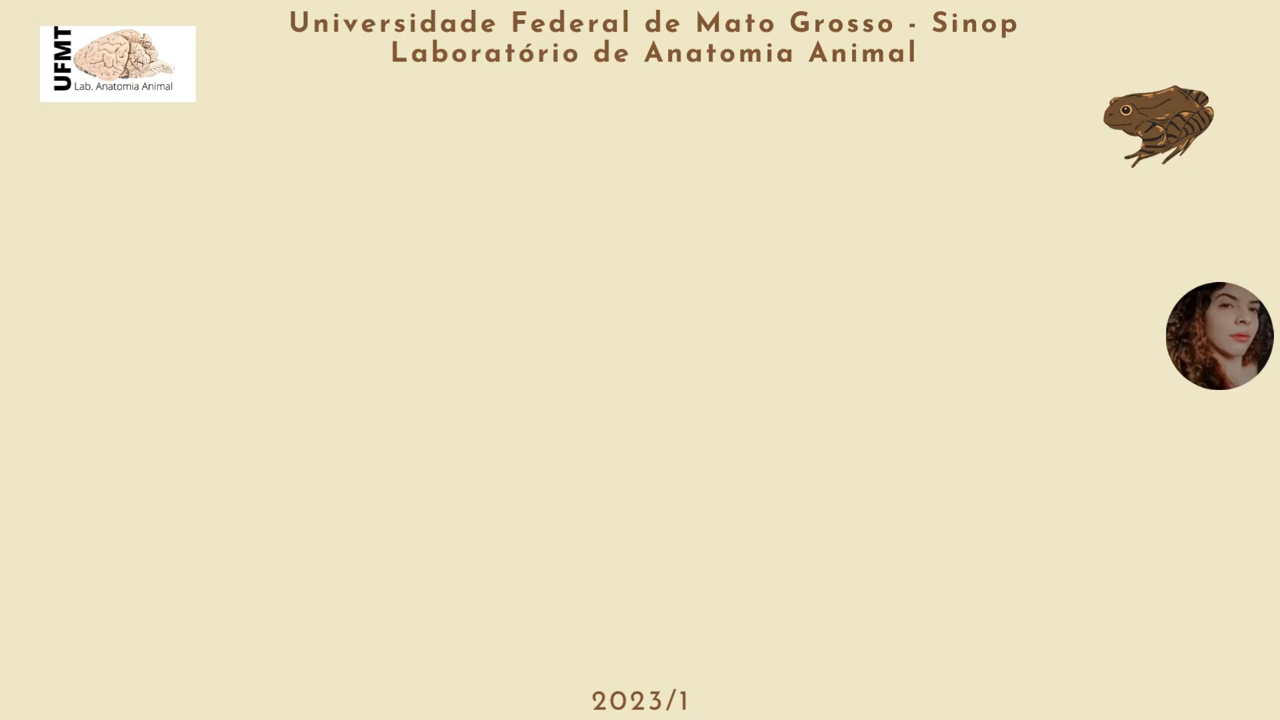 Universidade Federal de Mato Grosso - Sinop
Laboratório de Anatomia Animal
UFMT
Lab. Anatomia Animal
2023/1